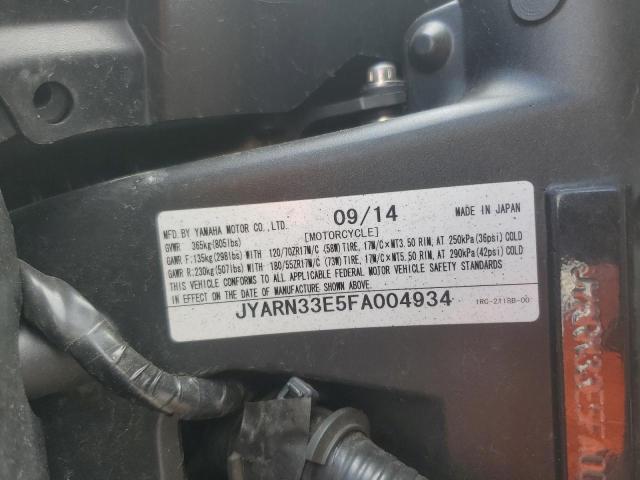 MFD. BY YAMAHA MOTOR CO., LTD. 09/14 MADE IN JAPAN
GVWR 365kg(805lbs) [MOTORCYCLE]
GAWR F:135kg(298lbs) WITH 120/70ZR17M/C (58W) TIRE, 17M/C×MT3.50 RIM, AT 250kPa(36psi) COLD
GAWR R:230kg(507lbs) WITH 180/55ZR17M/C (73W) TIRE, 17M/C×MT5.50 RIM, AT 290kPa(42psi) COLD
THIS VEHICLE CONFORMS TO ALL APPLICABLE FEDERAL MOTOR VEHICLE SAFETY STANDARDS
IN EFFECT ON THE DATE OF MANUFACTURE SHOWN ABOVE.
JYARN33E5FA004934 1RC-2118B-00